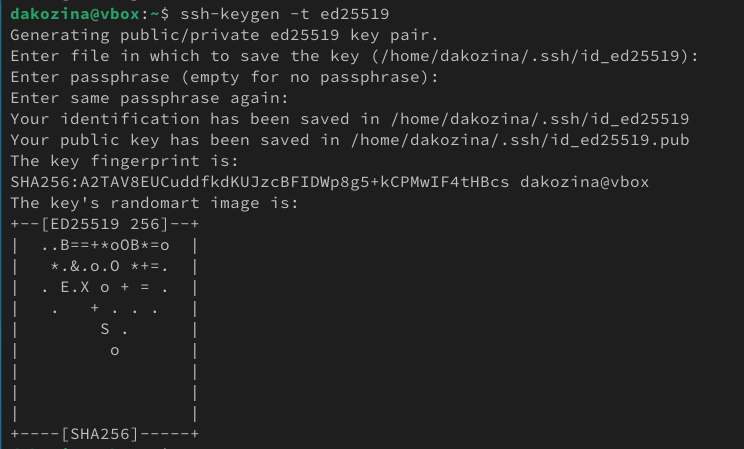 dakozina@vbox:~$ ssh-keygen -t ed25519
Generating public/private ed25519 key pair.
Enter file in which to save the key (/home/dakozina/.ssh/id_ed25519):
Enter passphrase (empty for no passphrase):
Enter same passphrase again:
Your identification has been saved in /home/dakozina/.ssh/id_ed25519
Your public key has been saved in /home/dakozina/.ssh/id_ed25519.pub
The key fingerprint is:
SHA256:A2TAV8EUCuddfkdKUJzcBFIDWp8g5+kCPMwIF4tHBcs dakozina@vbox
The key's randomart image is:
+--[ED25519 256]--+
|  ..B==+*oOB*=o  |
|   *.&.o.O *+=.  |
|  . E.X o + = .  |
|   .   + . . .   |
|        S .      |
|         o       |
|                 |
|                 |
|                 |
+----[SHA256]-----+